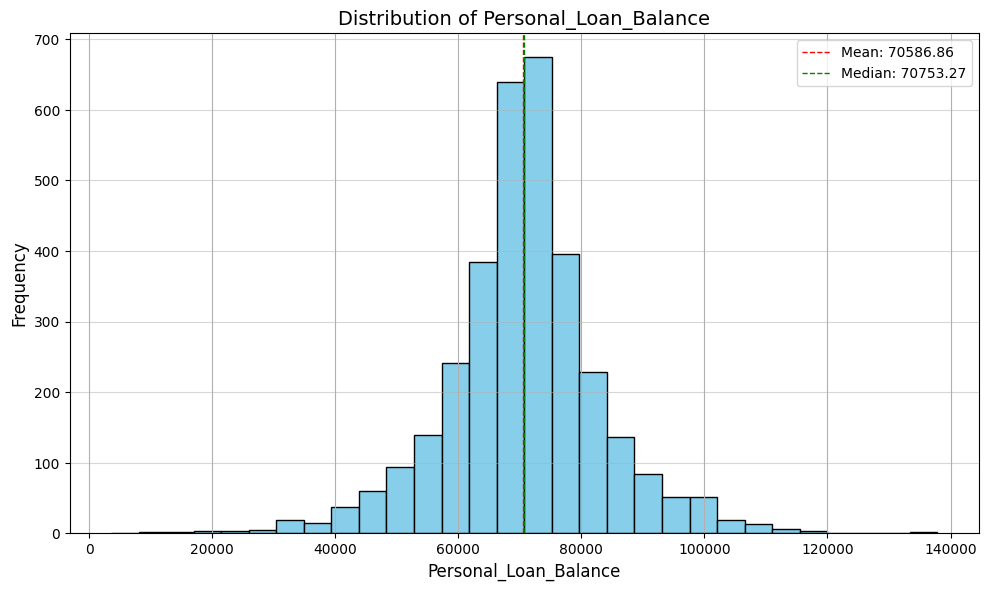 Distribution of Personal_Loan_Balance
Mean: 70586.86
Median: 70753.27
Frequency
700
600
500
400
300
200
100
0
0 20000 40000 60000 80000 100000 120000 140000
Personal_Loan_Balance